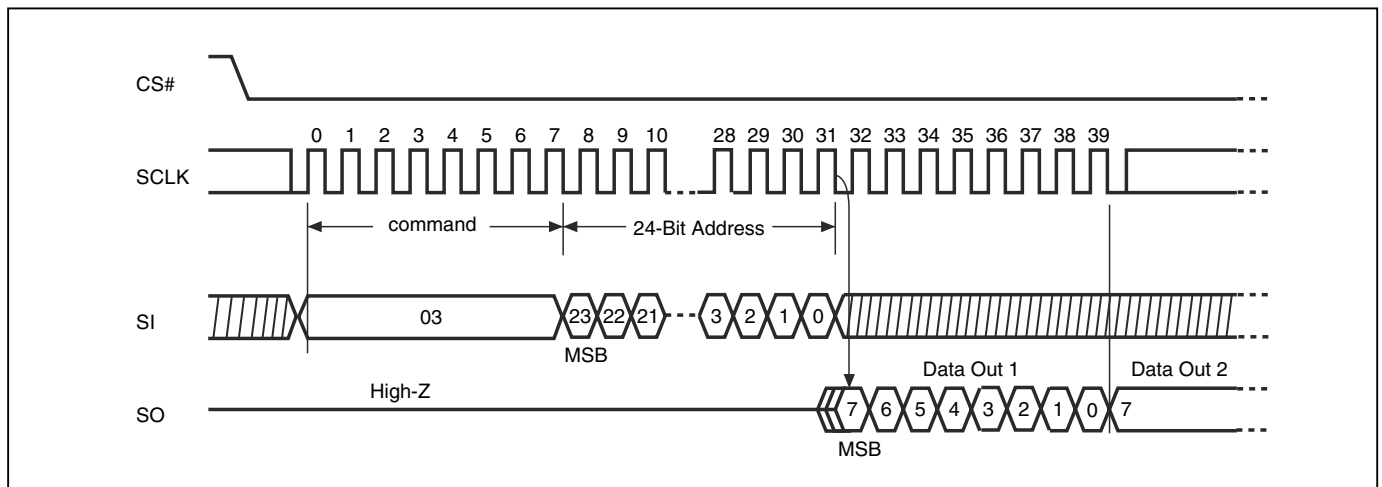 CS#
0 1 2 3 4 5 6 7 8 9 10 28 29 30 31 32 33 34 35 36 37 38 39
SCLK
command 24-Bit Address
SI 03 23 22 21 3 2 1 0
MSB
Data Out 1 Data Out 2
High-Z
SO 7 6 5 4 3 2 1 0 7
MSB